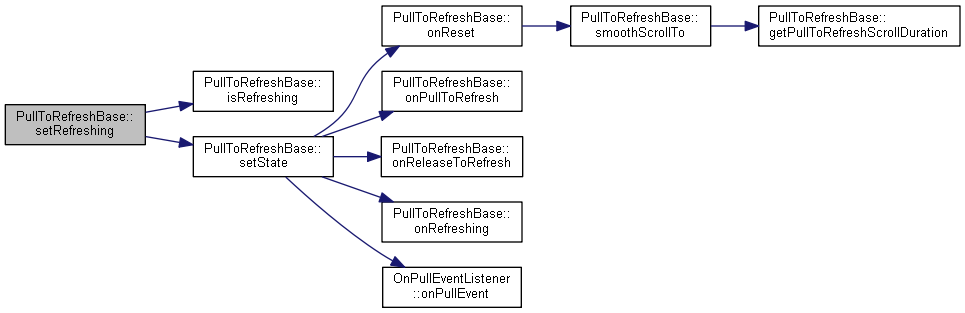 PullToRefreshBase::
setRefreshing
PullToRefreshBase::
isRefreshing
PullToRefreshBase::
setState
PullToRefreshBase::
onReset
PullToRefreshBase::
onPullToRefresh
PullToRefreshBase::
onReleaseToRefresh
PullToRefreshBase::
onRefreshing
OnPullEventListener
::onPullEvent
PullToRefreshBase::
smoothScrollTo
PullToRefreshBase::
getPullToRefreshScrollDuration